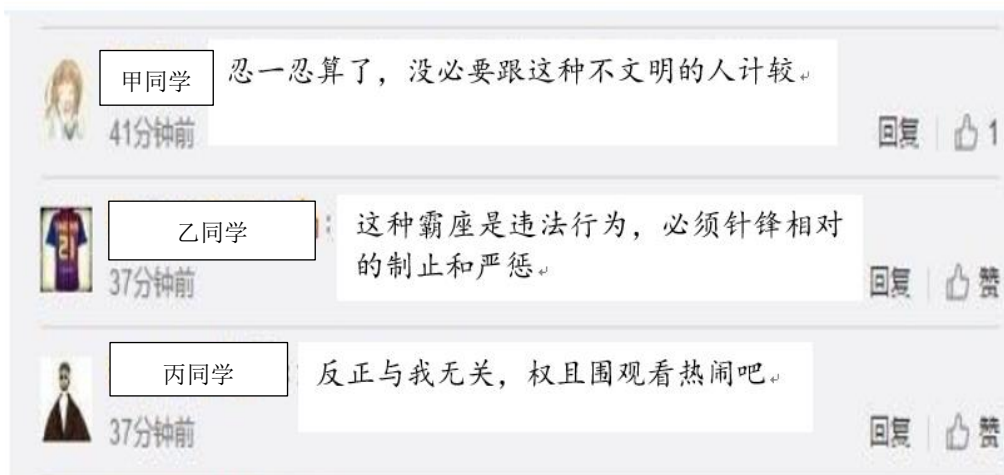 甲同学
忍一忍算了，没必要跟这种不文明的人计较
41分钟前
回复
1
乙同学
这种霸座是违法行为，必须针锋相对
的制止和严惩。
37分钟前
回复
赞
丙同学
反正与我无关，权且围观看热闹吧。
37分钟前
回复
赞